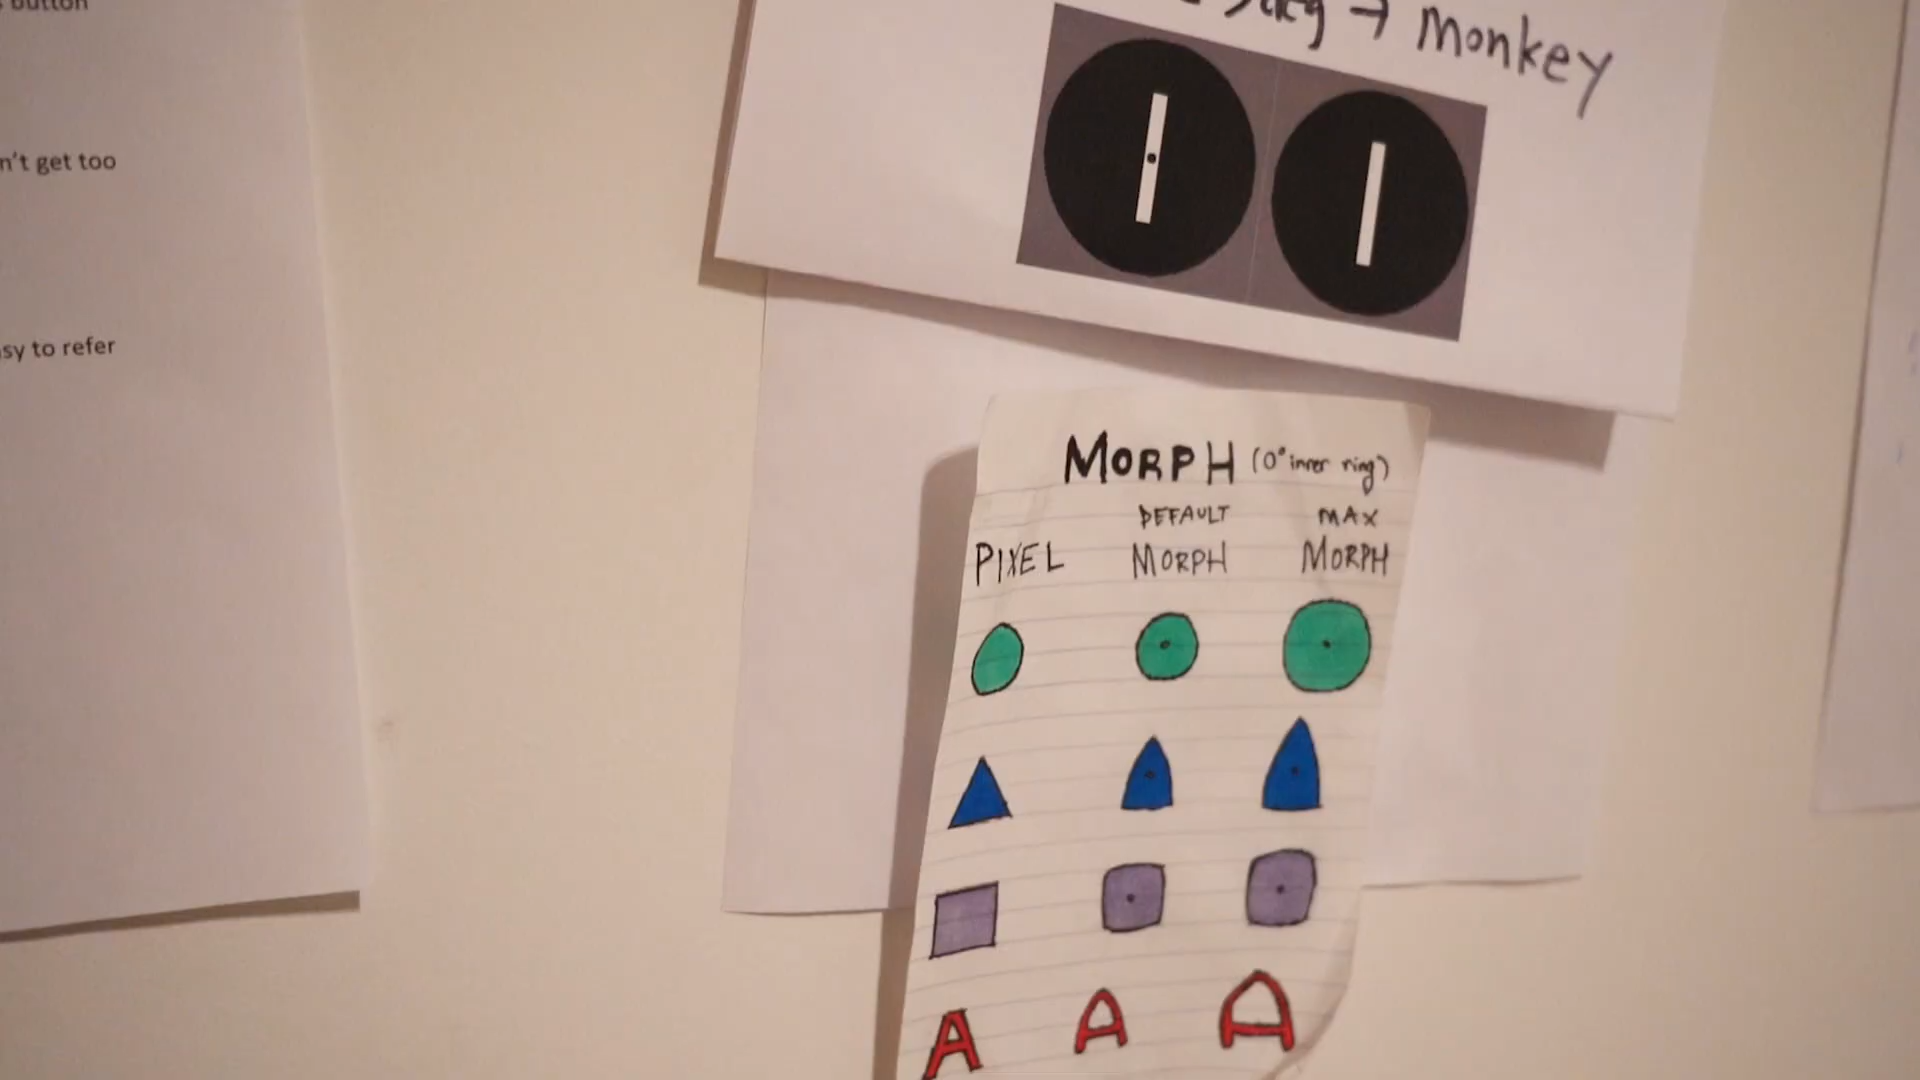 button
n't get too
sy to refer
→ Monkey
MORPH (0° inner ring)
DEFAULT MAX
PIXEL MORPH MORPH
A A A